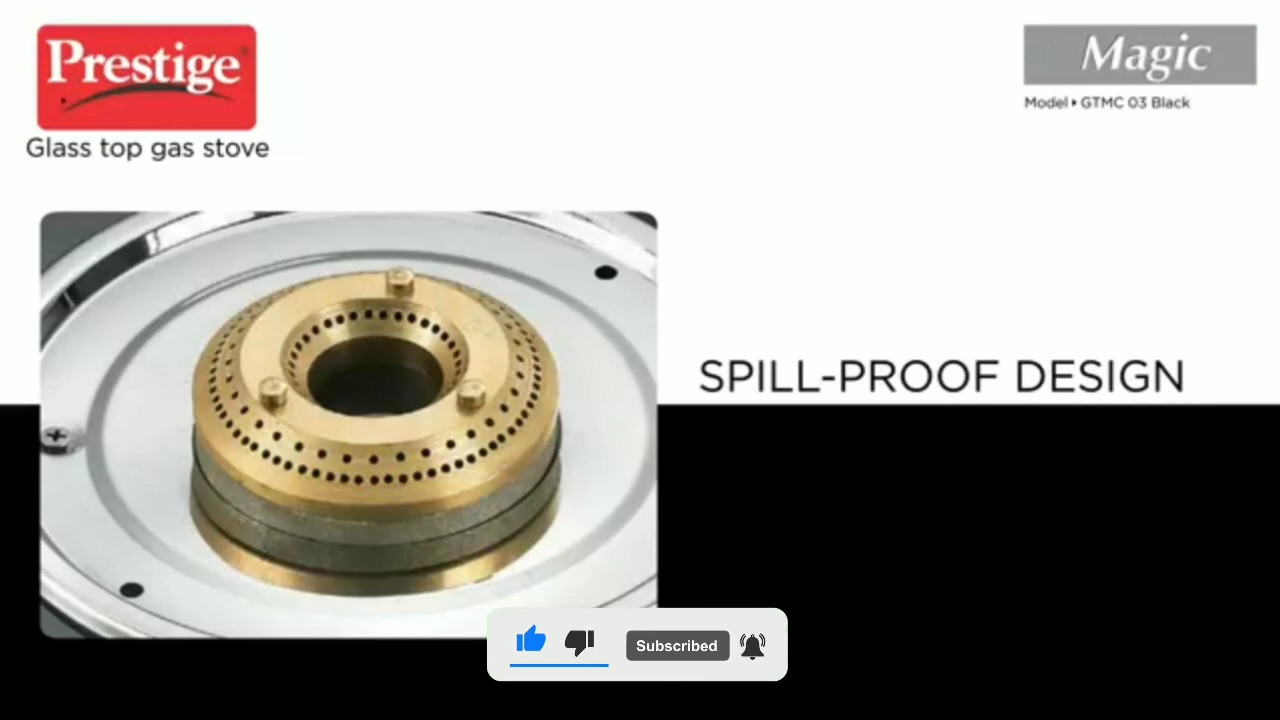 Prestige
Glass top gas stove
Magic
Model ‣ GTMC 03 Black
SPILL-PROOF DESIGN
Subscribed